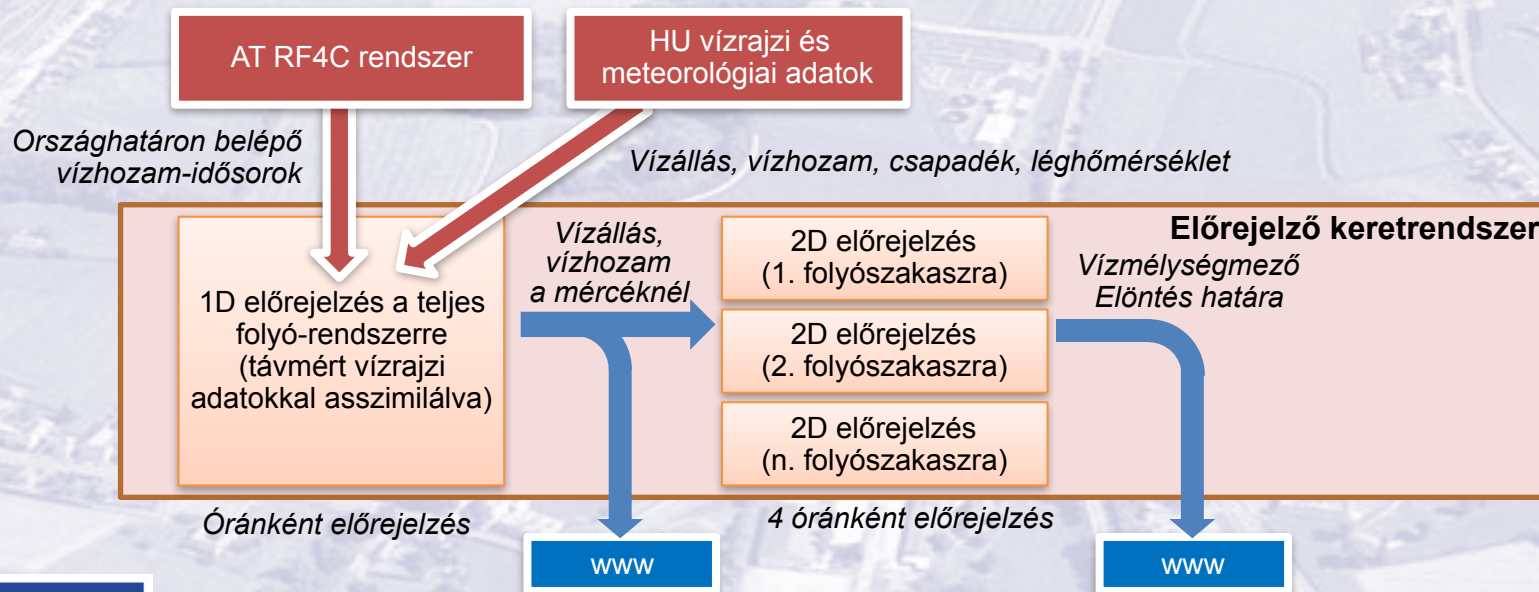 AT RF4C rendszer
HU vízrajzi és
meteorológiai adatok
Országhatáron belépő
vízhozam-idősorok
Vízállás, vízhozam, csapadék, léghőmérséklet
Előrejelző keretrendszer
1D előrejelzés a teljes
folyó-rendszerre
(távmért vízrajzi
adatokkal asszimilálva)
Vízállás,
vízhozam
a mércéknél
2D előrejelzés
(1. folyószakaszra)
2D előrejelzés
(2. folyószakaszra)
2D előrejelzés
(n. folyószakaszra)
Vízmélységmező
Elöntés határa
Óránként előrejelzés
4 óránként előrejelzés
www
www